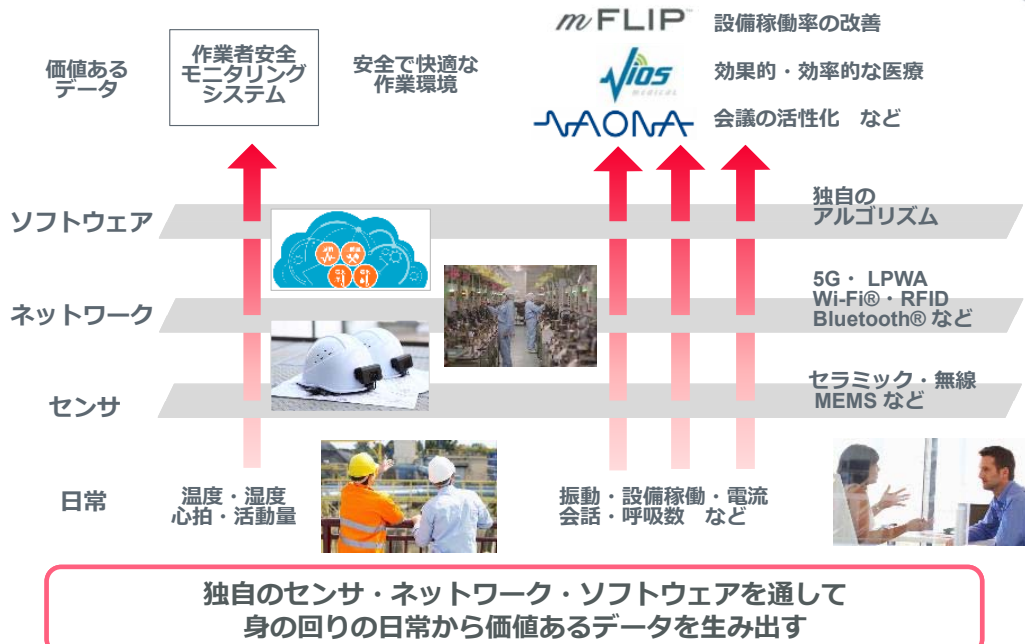 mFLIP™
設備稼働率の改善
価値ある
データ
作業者安全
モニタリング
システム
安全で快適な
作業環境
Vios
MEDICAL
効果的・効率的な医療
NAONA
会議の活性化 など
ソフトウェア
独自の
アルゴリズム
ネットワーク
5G・ LPWA
Wi-Fi®・RFID
Bluetooth® など
センサ
セラミック・無線
MEMS など
日常
温度・湿度
心拍・活動量
振動・設備稼働・電流
会話・呼吸数 など
独自のセンサ・ネットワーク・ソフトウェアを通して
身の回りの日常から価値あるデータを生み出す